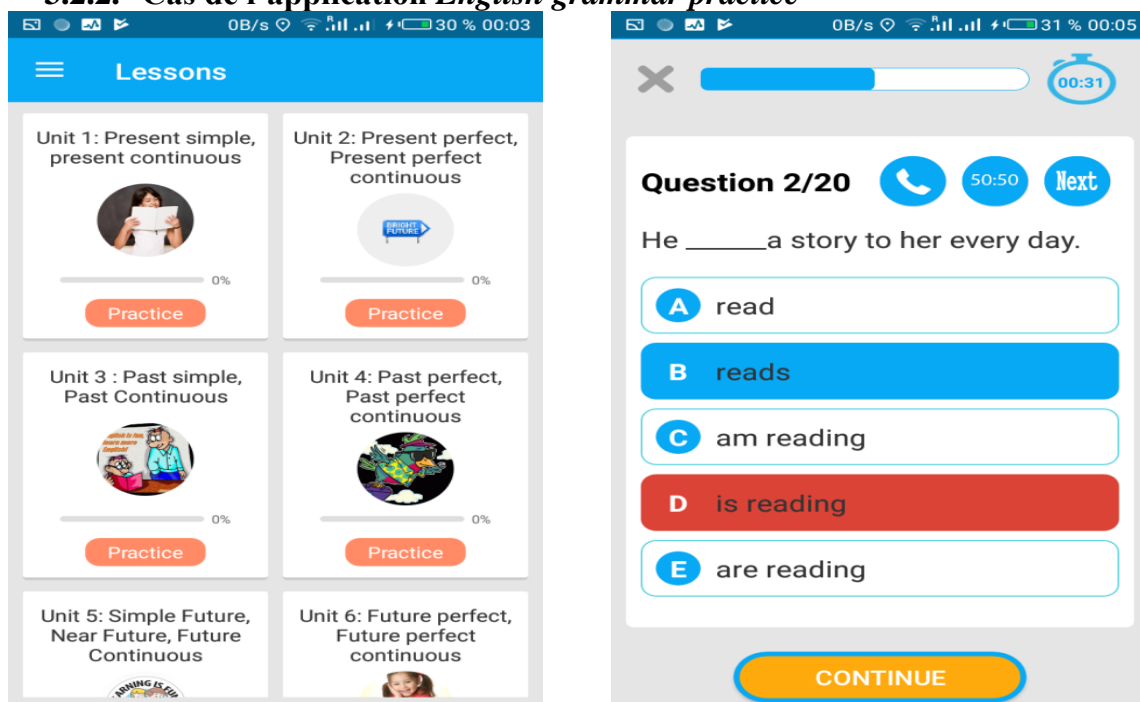 3.2.2. Cas de l'application English grammar practice
0B/s 30 % 00:03
Lessons
Unit 1: Present simple,
present continuous
0%
Practice
Unit 2: Present perfect,
Present perfect
continuous
BRIGHT
FUTURE
0%
Practice
Unit 3 : Past simple,
Past Continuous
0%
Practice
Unit 4: Past perfect,
Past perfect
continuous
0%
Practice
Unit 5: Simple Future,
Near Future, Future
Continuous
Unit 6: Future perfect,
Future perfect
continuous
0B/s R 31 % 00:05
00:31
Question 2/20
50:50
Next
He ______a story to her every day.
A read
B reads
C am reading
D is reading
E are reading
CONTINUE